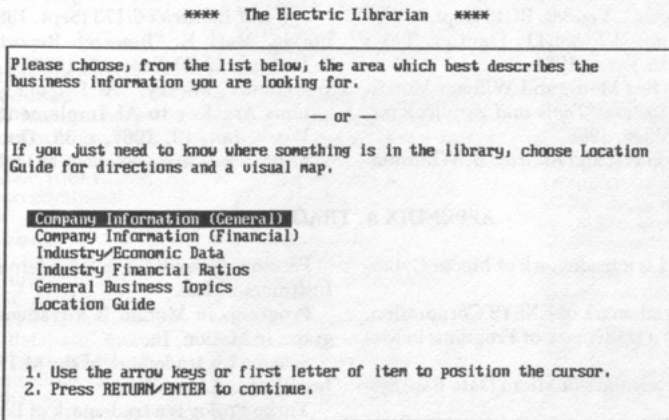 **** The Electric Librarian ****
Please choose, from the list below, the area which best describes the
business information you are looking for.
or
If you just need to know where something is in the library, choose Location
Guide for directions and a visual map.
Company Information (General)
Company Information (Financial)
Industry/Economic Data
Industry Financial Ratios
General Business Topics
Location Guide
1. Use the arrow keys or first letter of item to position the cursor.
2. Press RETURN/ENTER to continue.